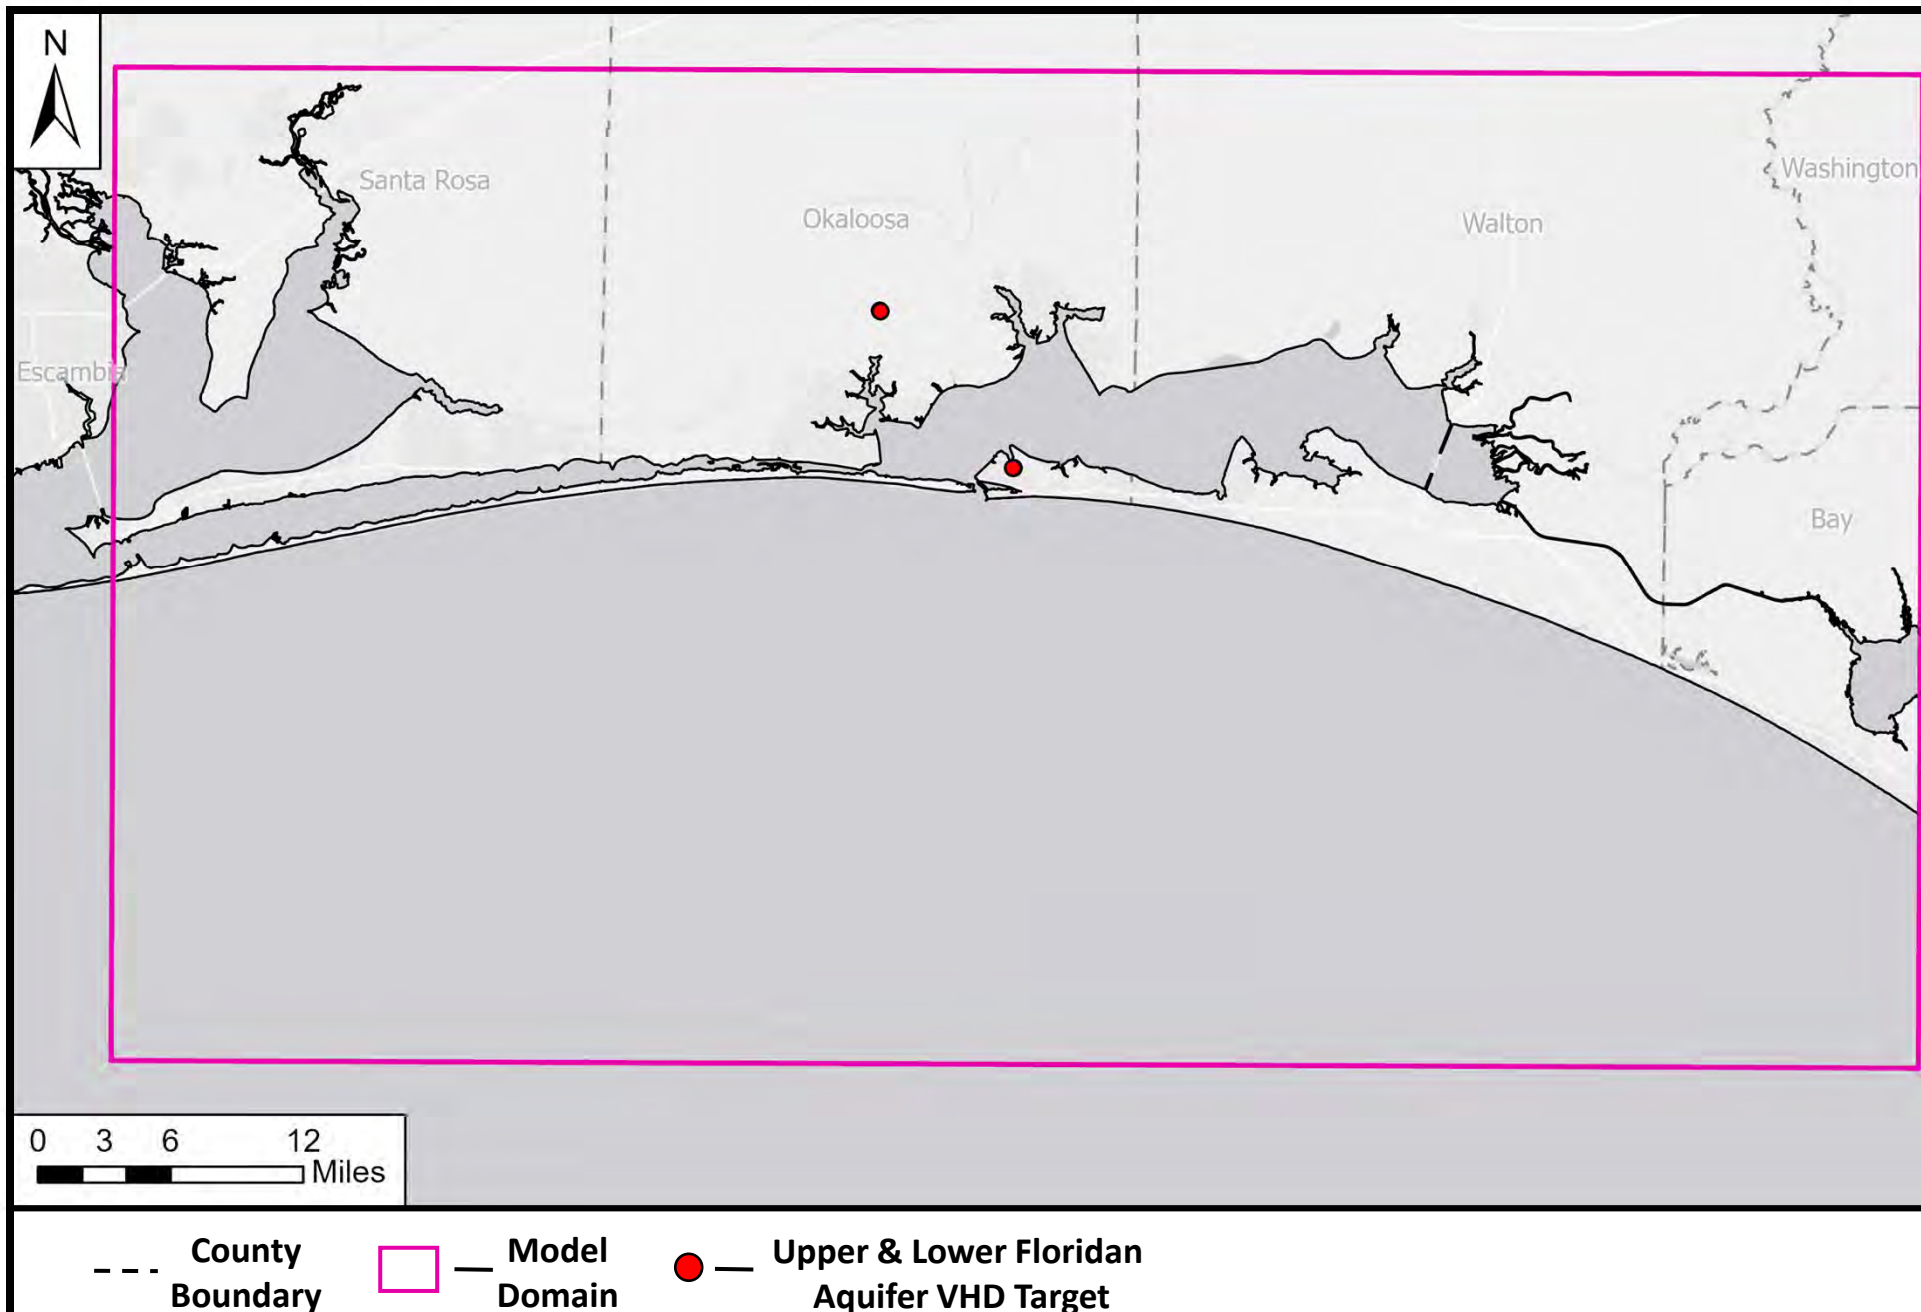 N
Santa Rosa
Washington
Okaloosa
Walton
Escambia
Bay
0 3 6 12
Miles
County
Boundary
Model
Domain
Upper & Lower Floridan
Aquifer VHD Target